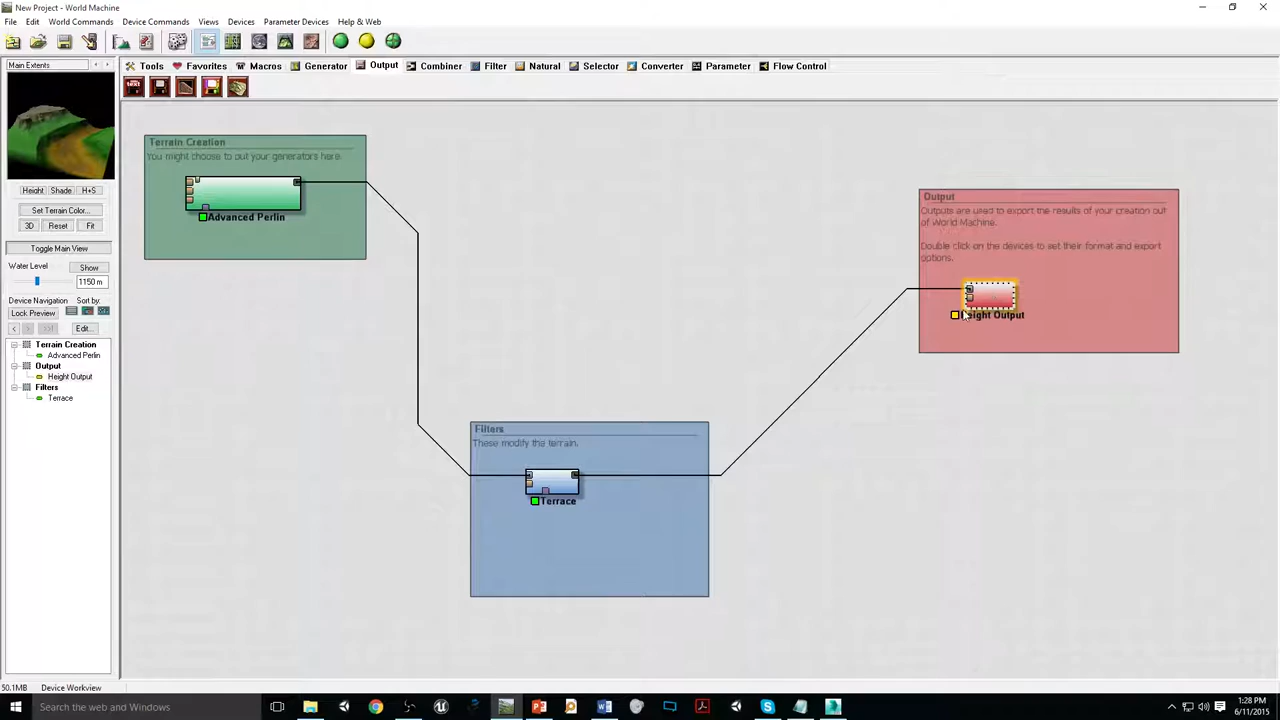 New Project - World Machine
File Edit World Commands Device Commands Views Devices Parameter Devices Help & Web
Main Extents
Tools Favorites Macros Generator Output Combiner Filter Natural Selector Converter Parameter Flow Control
text
Height Shade H+S
Set Terrain Color...
3D Reset Fit
Toggle Main View
Water Level Show
1150 m
Device Navigation Sort by:
Lock Preview
< > >>| Edit...
Terrain Creation
Advanced Perlin
Output
Height Output
Filters
Terrace
Terrain Creation
You might choose to put your generators here.
Advanced Perlin
Output
Outputs are used to export the results of your creation out
of World Machine.
Double click on the devices to set their format and export
options.
Height Output
Filters
These modify the terrain.
Terrace
50.1MB Device Workview
Search the web and Windows
1:28 PM
6/11/2015